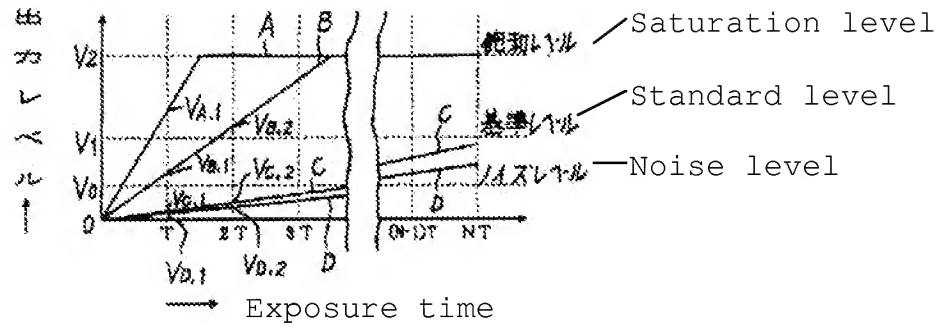 出力レベル →
A
B
飽和レベル
Saturation level
V2
VA.1
VB.2
基準レベル
Standard level
C
V1
VB.1
VC.2
C
ノイズレベル
Noise level
V0
VC.1
D
0
T
2T
3T
(N-1)T
NT
VD.1
VD.2
D
→ Exposure time